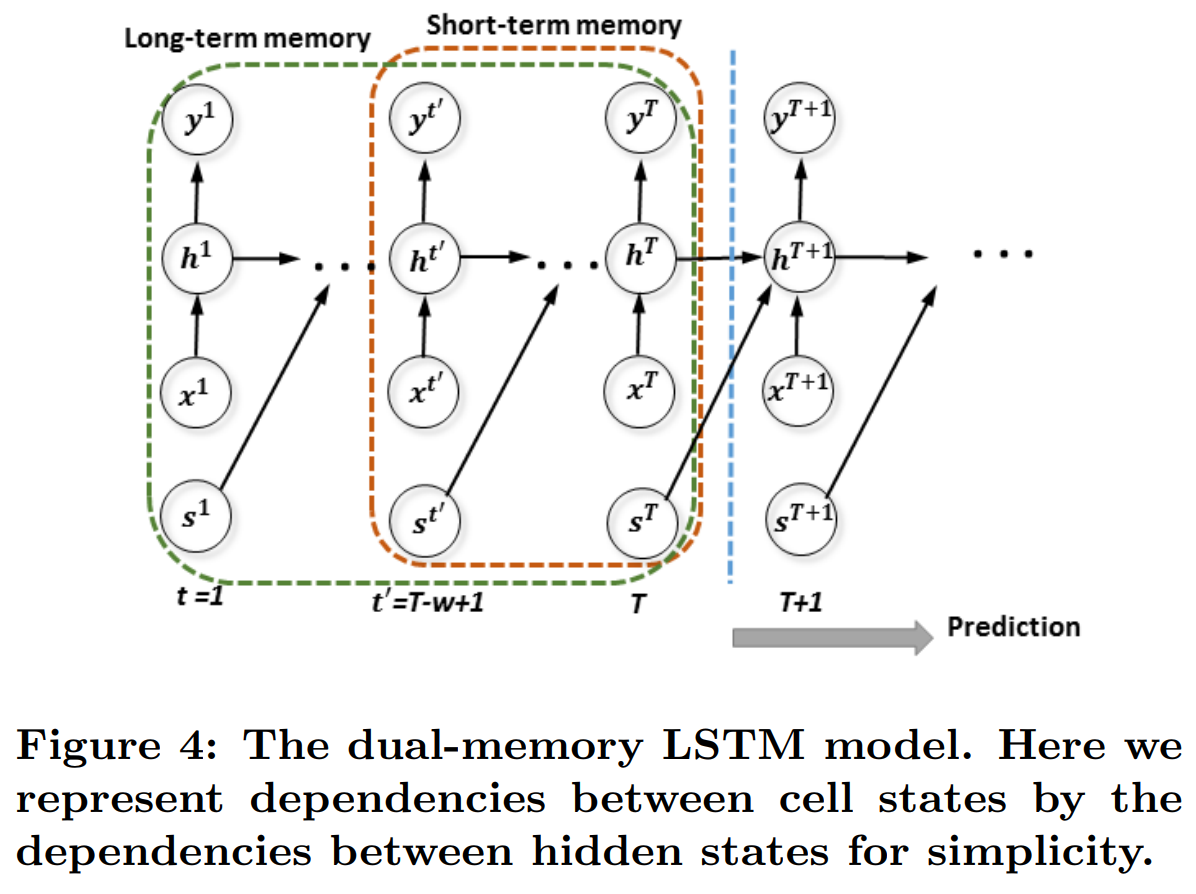 Long-term memory
Short-term memory
y^1
y^{t'}
y^T
y^{T+1}
h^1
. . .
h^{t'}
. . .
h^T
h^{T+1}
. . .
x^1
x^{t'}
x^T
x^{T+1}
s^1
s^{t'}
s^T
s^{T+1}
t =1
t'=T-w+1
T
T+1
Prediction
Figure 4: The dual-memory LSTM model. Here we
represent dependencies between cell states by the
dependencies between hidden states for simplicity.